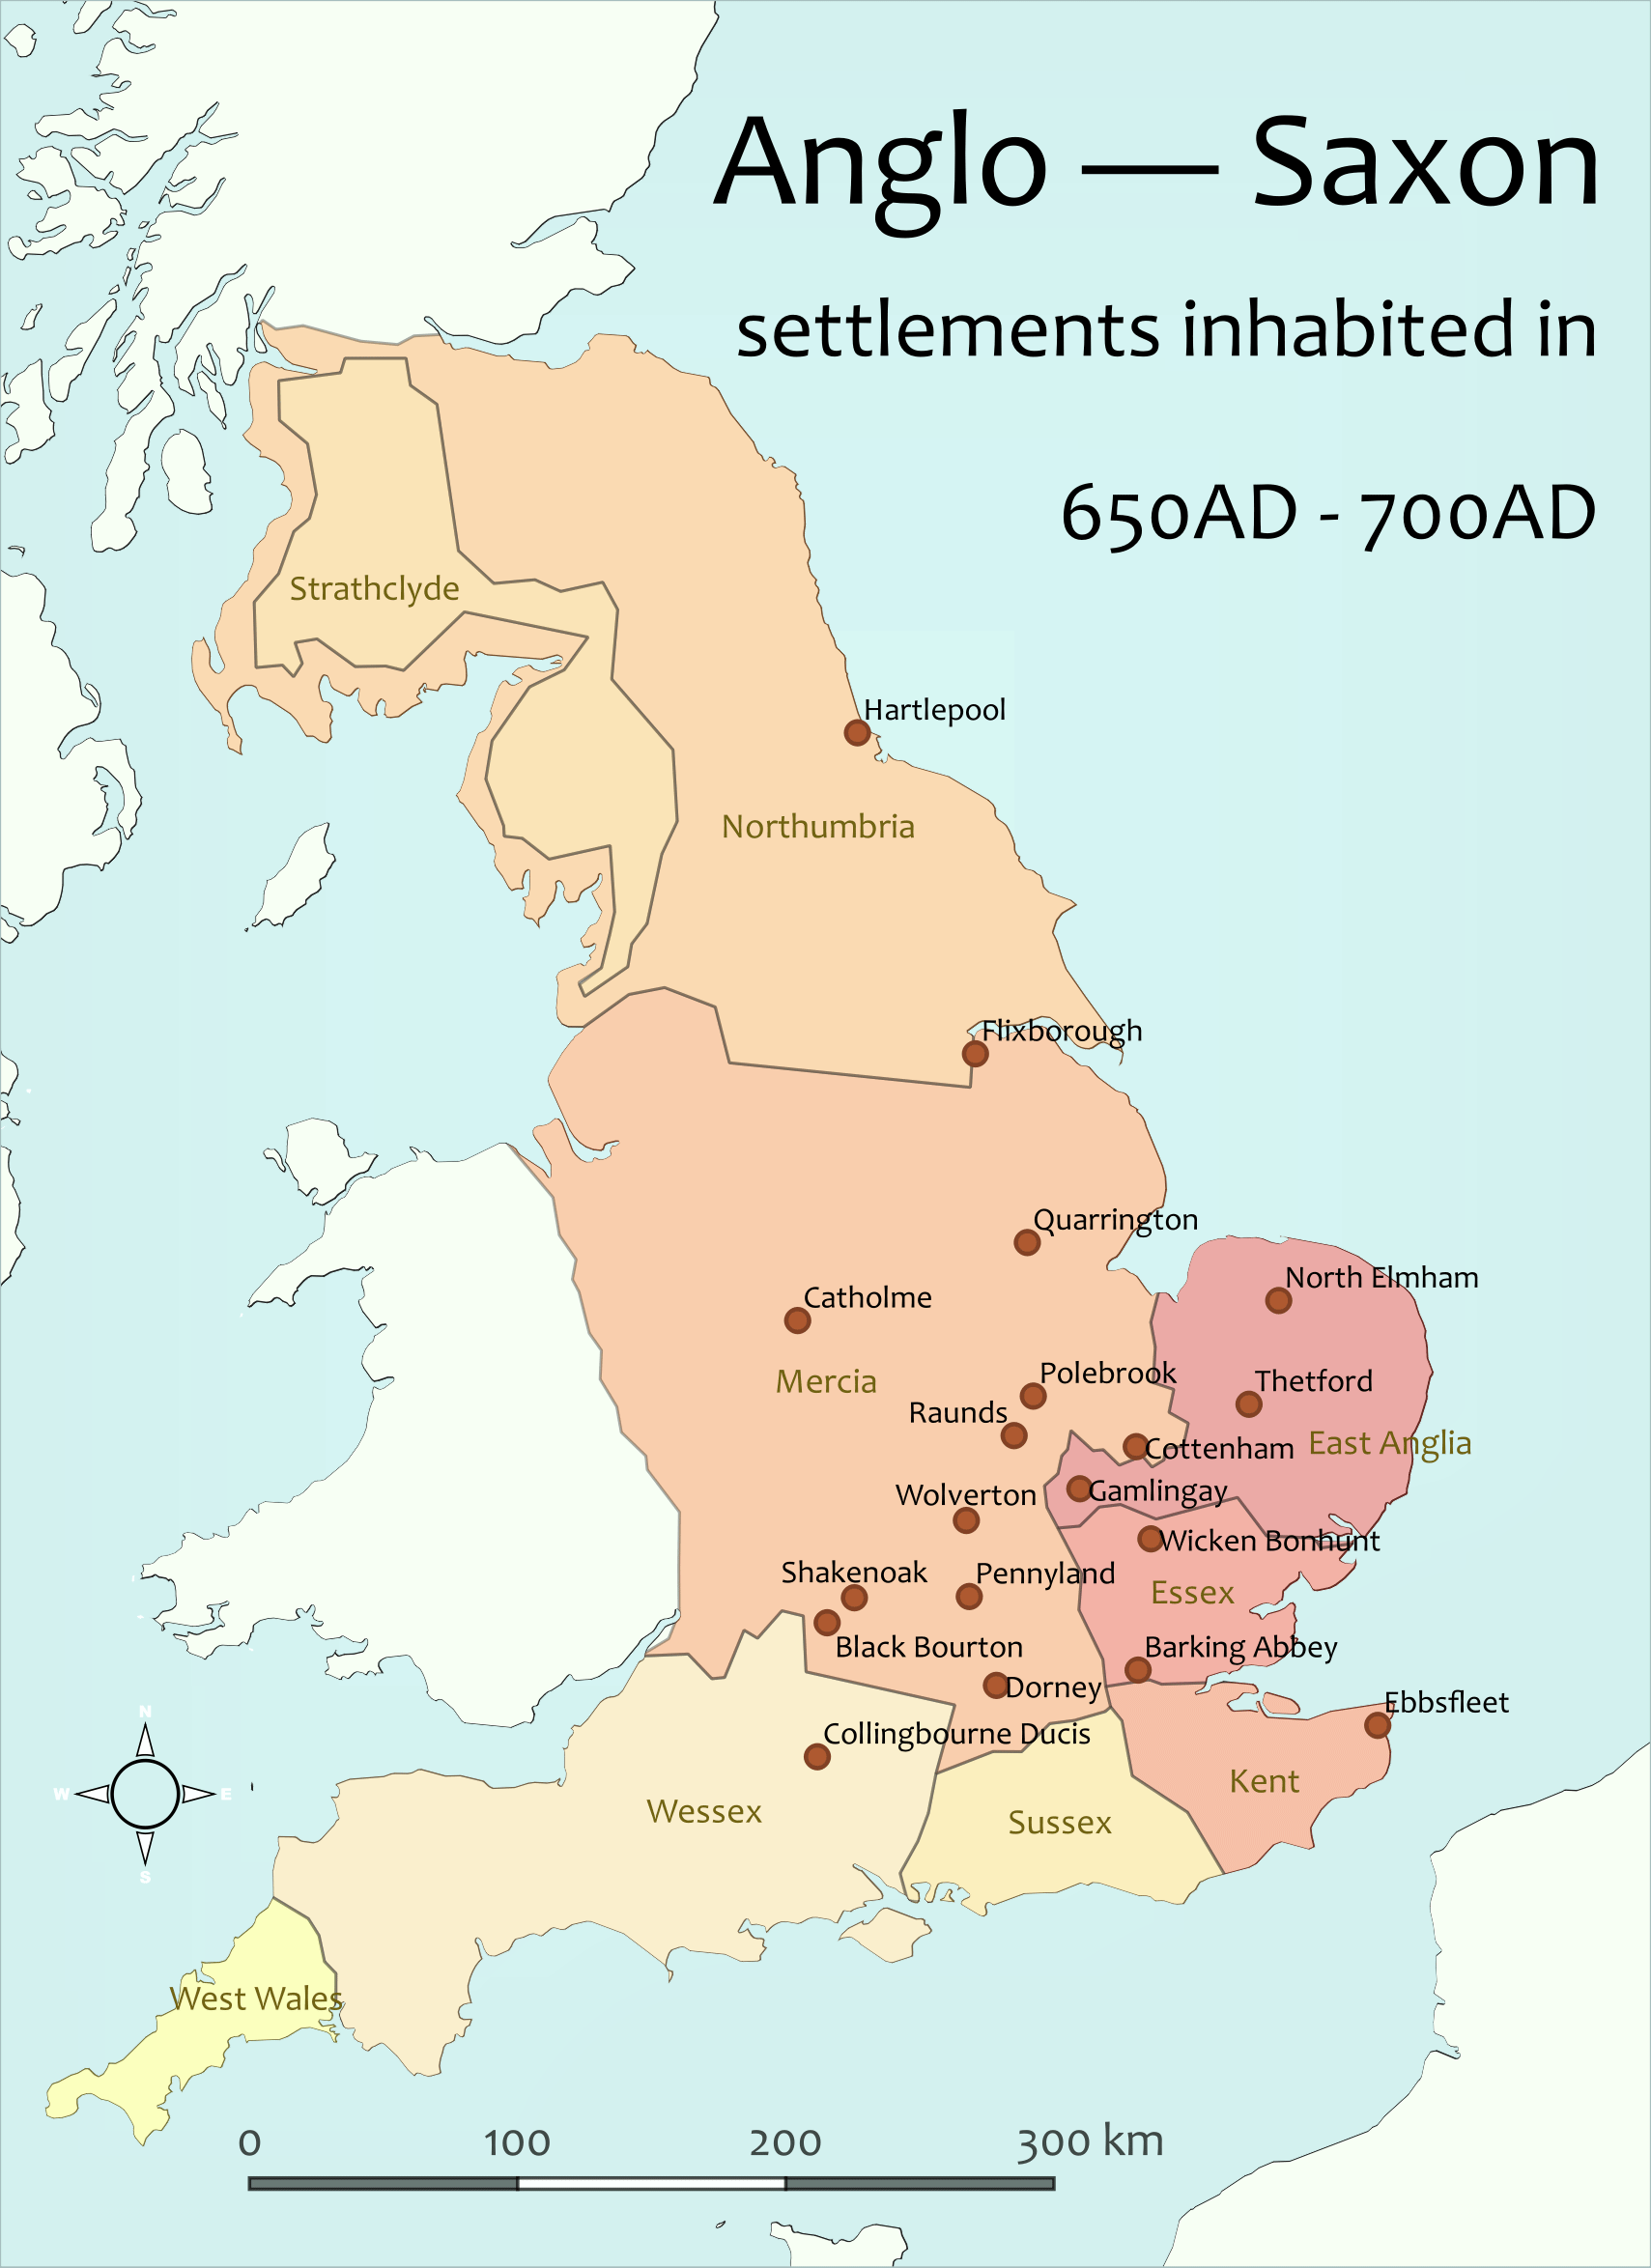 Anglo — Saxon
settlements inhabited in
650AD - 700AD
Strathclyde
Hartlepool
Northumbria
Flixborough
Quarrington
North Elmham
Catholme
Mercia
Polebrook
Thetford
Raunds
Cottenham
East Anglia
Gamlingay
Wolverton
Wicken Bonhunt
Shakenoak
Pennyland
Essex
Black Bourton
Barking Abbey
Dorney
Ebbsfleet
N
Collingbourne Ducis
W
E
Kent
Wessex
Sussex
S
West Wales
0 100 200 300 km